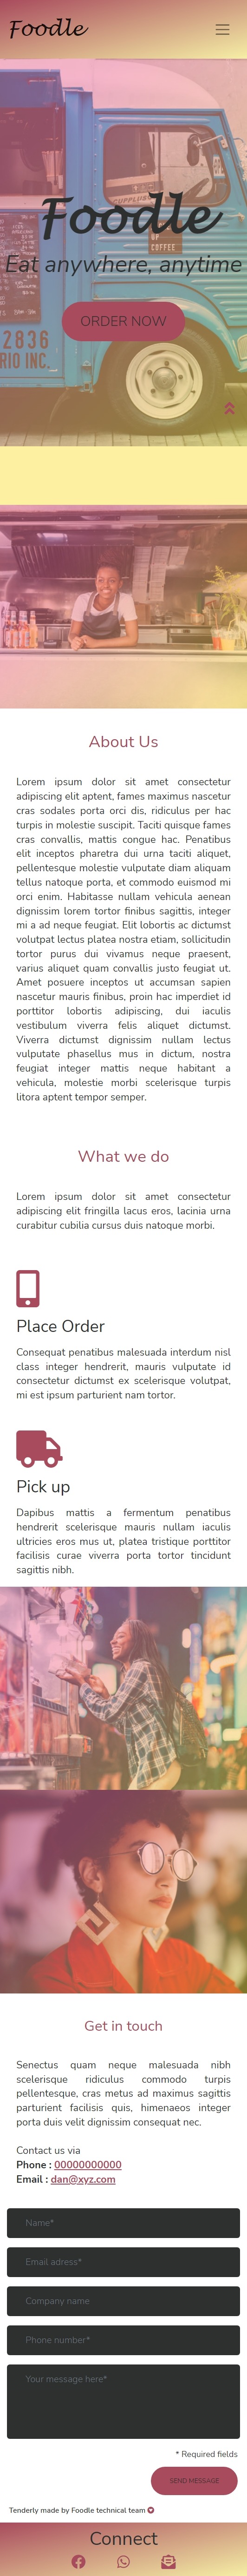 Foodle
SUPPLIES
UP
COFFEE
Foodle
Eat anywhere, anytime
ORDER NOW
2836
RIO INC.
About Us
Lorem ipsum dolor sit amet consectetur
adipiscing elit aptent, fames maximus nascetur
cras sodales porta orci dis, ridiculus per hac
turpis in molestie suscipit. Taciti quisque fames
cras convallis, mattis congue hac. Penatibus
elit inceptos pharetra dui urna taciti aliquet,
pellentesque molestie vulputate diam aliquam
tellus natoque porta, et commodo euismod mi
orci enim. Habitasse nullam vehicula aenean
dignissim lorem tortor finibus sagittis, integer
mi a ad neque feugiat. Elit lobortis ac dictumst
volutpat lectus platea nostra etiam, sollicitudin
tortor purus dui vivamus neque praesent,
varius aliquet quam convallis justo feugiat ut.
Amet posuere inceptos ut accumsan sapien
nascetur mauris finibus, proin hac imperdiet id
porttitor lobortis adipiscing, dui iaculis
vestibulum viverra felis aliquet dictumst.
Viverra dictumst dignissim nullam lectus
vulputate phasellus mus in dictum, nostra
feugiat integer mattis neque habitant a
vehicula, molestie morbi scelerisque turpis
litora aptent tempor semper.
What we do
Lorem ipsum dolor sit amet consectetur
adipiscing elit fringilla lacus eros, lacinia urna
curabitur cubilia cursus duis natoque morbi.
Place Order
Consequat penatibus malesuada interdum nisl
class integer hendrerit, mauris vulputate id
consectetur dictumst ex scelerisque volutpat,
mi est ipsum parturient nam tortor.
Pick up
Dapibus mattis a fermentum penatibus
hendrerit scelerisque mauris nullam iaculis
ultricies eros mus ut, platea tristique porttitor
facilisis curae viverra porta tortor tincidunt
sagittis nibh.
Get in touch
Senectus quam neque malesuada nibh
scelerisque ridiculus commodo turpis
pellentesque, cras metus ad maximus sagittis
parturient facilisis quis, himenaeos integer
porta duis velit dignissim consequat nec.
Contact us via
Phone : 00000000000
Email : dan@xyz.com
Name*
Email adress*
Company name
Phone number*
Your message here*
* Required fields
SEND MESSAGE
Tenderly made by Foodle technical team
Connect